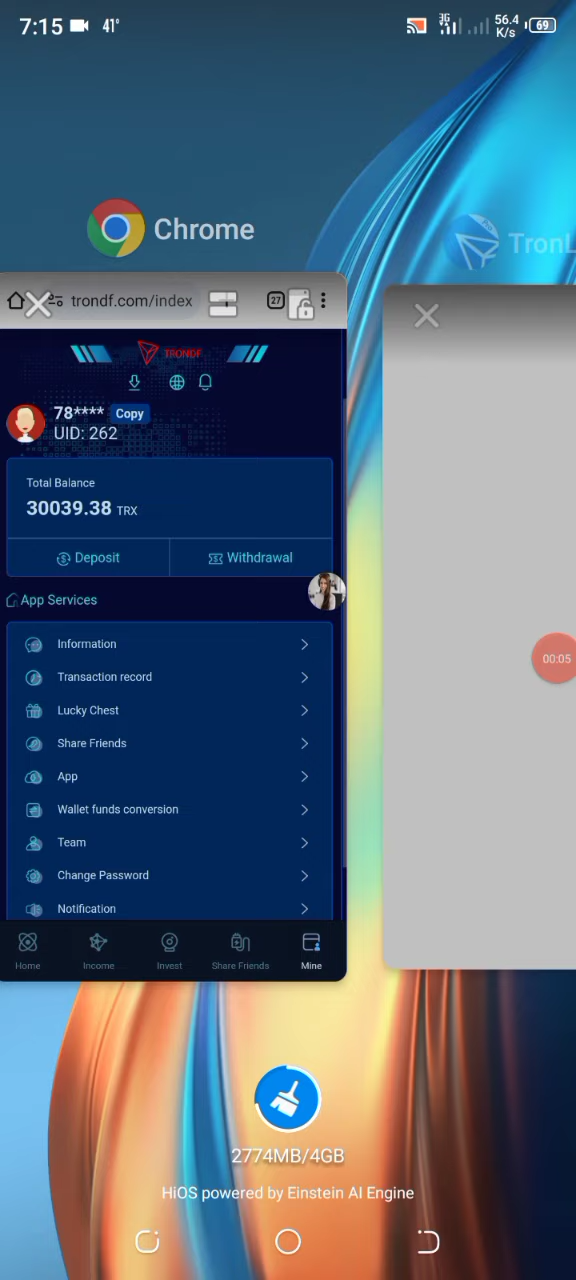 7:15 41°
3G 56.4 K/s 69
Chrome
TronL
trondf.com/index 27
TRONDF
78**** Copy
UID: 262
Total Balance
30039.38 TRX
Deposit Withdrawal
App Services
Information
Transaction record
00:05
Lucky Chest
Share Friends
App
Wallet funds conversion
Team
Change Password
Notification
Home Income Invest Share Friends Mine
2774MB/4GB
HiOS powered by Einstein AI Engine